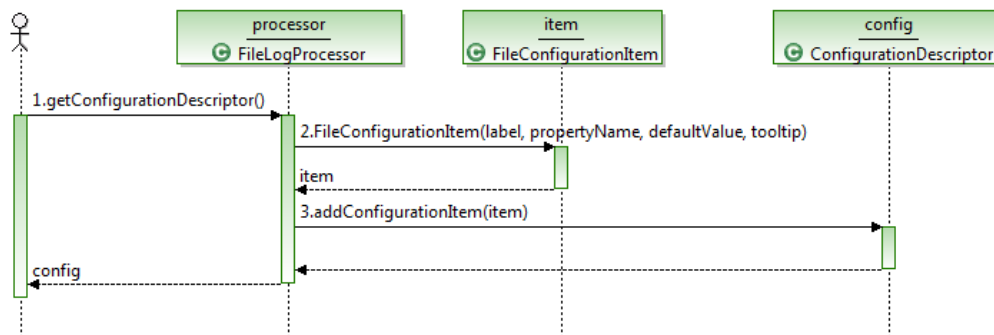 processor
FileLogProcessor
item
FileConfigurationItem
config
ConfigurationDescriptor
1.getConfigurationDescriptor()
2.FileConfigurationItem(label, propertyName, defaultValue, tooltip)
item
3.addConfigurationItem(item)
config